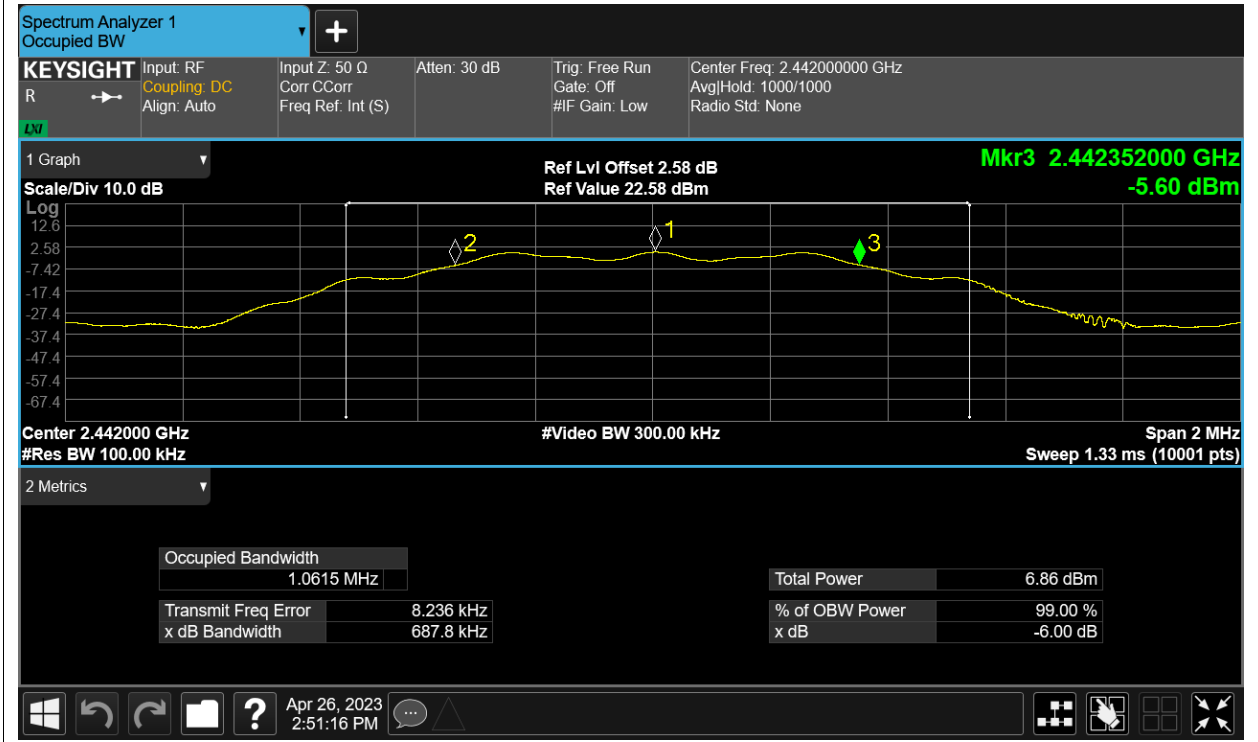 Spectrum Analyzer 1
Occupied BW
KEYSIGHT
R
LXI
Input: RF
Coupling: DC
Align: Auto
Input Z: 50 Ω
Corr CCorr
Freq Ref: Int (S)
Atten: 30 dB
Trig: Free Run
Gate: Off
#IF Gain: Low
Center Freq: 2.442000000 GHz
Avg|Hold: 1000/1000
Radio Std: None
1 Graph
Scale/Div 10.0 dB
Ref Lvl Offset 2.58 dB
Ref Value 22.58 dBm
Mkr3 2.442352000 GHz
-5.60 dBm
Log
12.6
2.58
-7.42
-17.4
-27.4
-37.4
-47.4
-57.4
-67.4
2
1
3
Center 2.442000 GHz
#Video BW 300.00 kHz
Span 2 MHz
#Res BW 100.00 kHz
Sweep 1.33 ms (10001 pts)
2 Metrics
Occupied Bandwidth
1.0615 MHz
Transmit Freq Error 8.236 kHz
x dB Bandwidth 687.8 kHz
Total Power 6.86 dBm
% of OBW Power 99.00 %
x dB -6.00 dB
?
Apr 26, 2023
2:51:16 PM